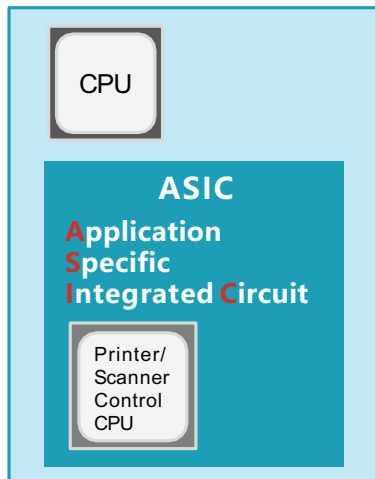 CPU
ASIC
Application
Specific
Integrated Circuit
Printer/
Scanner
Control
CPU